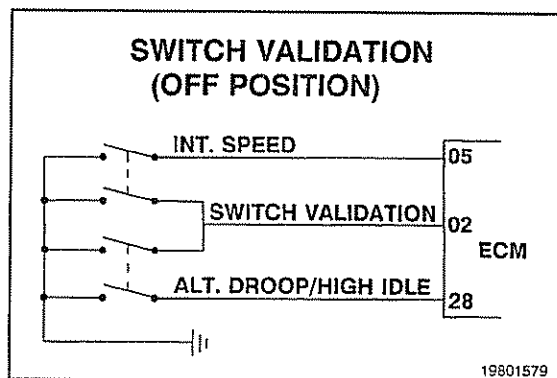 SWITCH VALIDATION
(OFF POSITION)
INT. SPEED
05
SWITCH VALIDATION
02
ECM
ALT. DROOP/HIGH IDLE
28
19801579